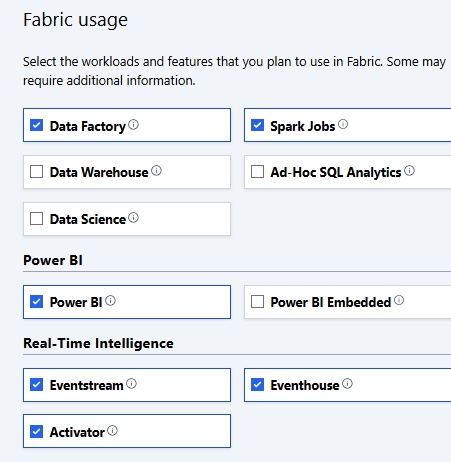 Fabric usage
Select the workloads and features that you plan to use in Fabric. Some may
require additional information.
Data Factory
Spark Jobs
Data Warehouse
Ad-Hoc SQL Analytics
Data Science
Power BI
Power BI
Power BI Embedded
Real-Time Intelligence
Eventstream
Eventhouse
Activator